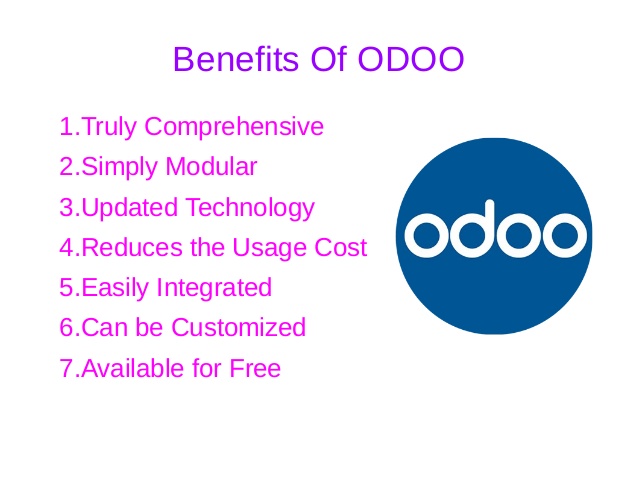 Benefits Of ODOO
1.Truly Comprehensive
2.Simply Modular
3.Updated Technology
4.Reduces the Usage Cost
5.Easily Integrated
6.Can be Customized
7.Available for Free
odoo